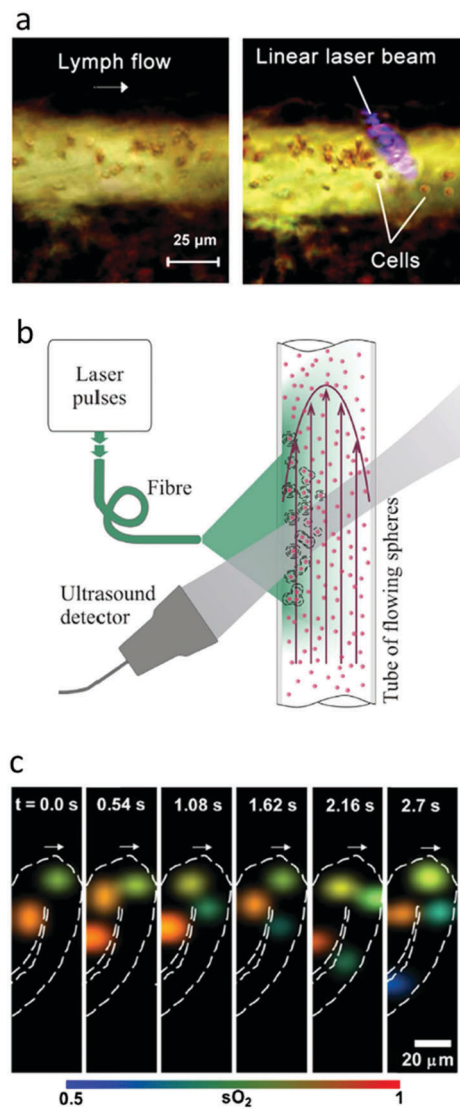 a
Lymph flow
25 µm
Linear laser beam
Cells
b
Laser
pulses
Fibre
Ultrasound
detector
Tube of flowing spheres
c
t = 0.0 s
0.54 s
1.08 s
1.62 s
2.16 s
2.7 s
20 µm
0.5
sO₂
1